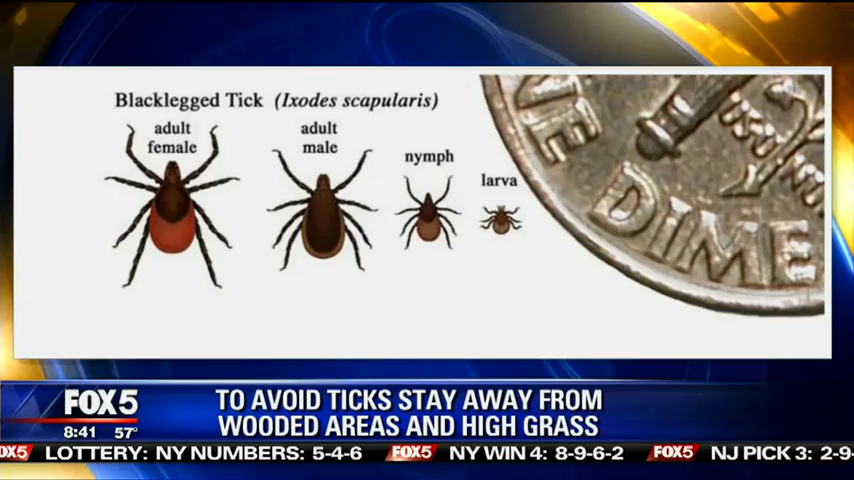 Blacklegged Tick (Ixodes scapularis)
adult
female
adult
male
nymph
larva
NE DIME
FOX5
8:41 57°
TO AVOID TICKS STAY AWAY FROM
WOODED AREAS AND HIGH GRASS
LOTTERY: NY NUMBERS: 5-4-6 FOX5 NY WIN 4: 8-9-6-2 FOX5 NJ PICK 3: 2-9-